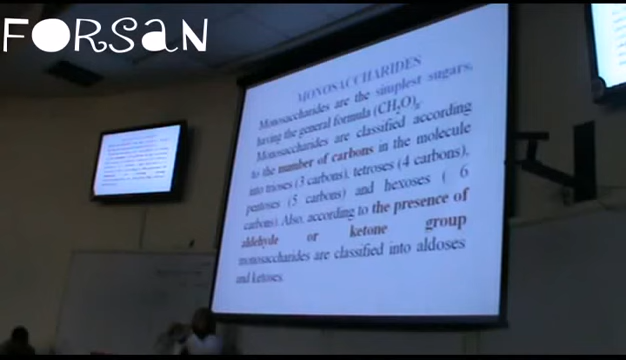 FORSAN
MONOSACCHARIDES
Monosaccharides are the simplest sugars,
having the general formula (CH₂O)
Monosaccharides are classified according
to the number of carbons in the molecule
into trioses (3 carbons), tetroses (4 carbons),
pentoses (5 carbons) and hexoses ( 6
carbons). Also, according to the presence of
aldehyde or ketone group
monosaccharides are classified into aldoses
and ketoses.